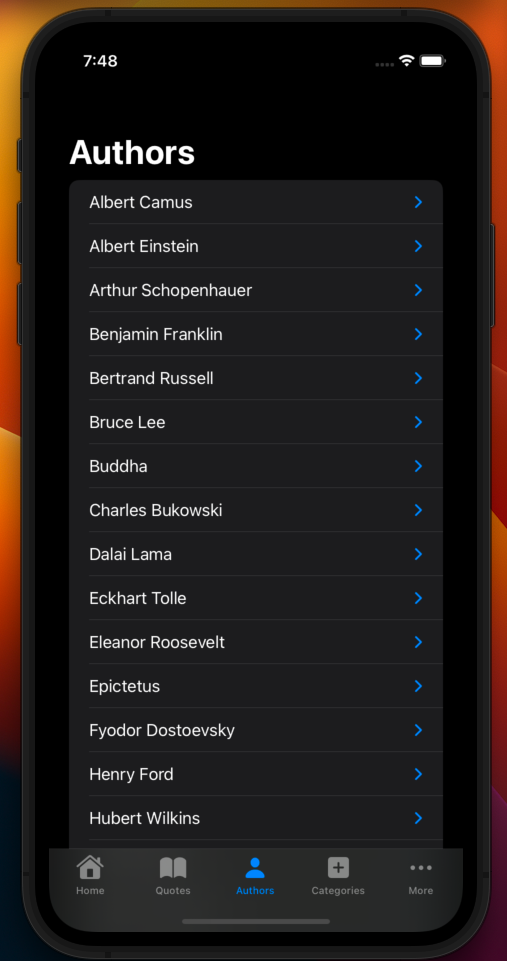 7:48
Authors
Albert Camus
Albert Einstein
Arthur Schopenhauer
Benjamin Franklin
Bertrand Russell
Bruce Lee
Buddha
Charles Bukowski
Dalai Lama
Eckhart Tolle
Eleanor Roosevelt
Epictetus
Fyodor Dostoevsky
Henry Ford
Hubert Wilkins
Home Quotes Authors Categories More